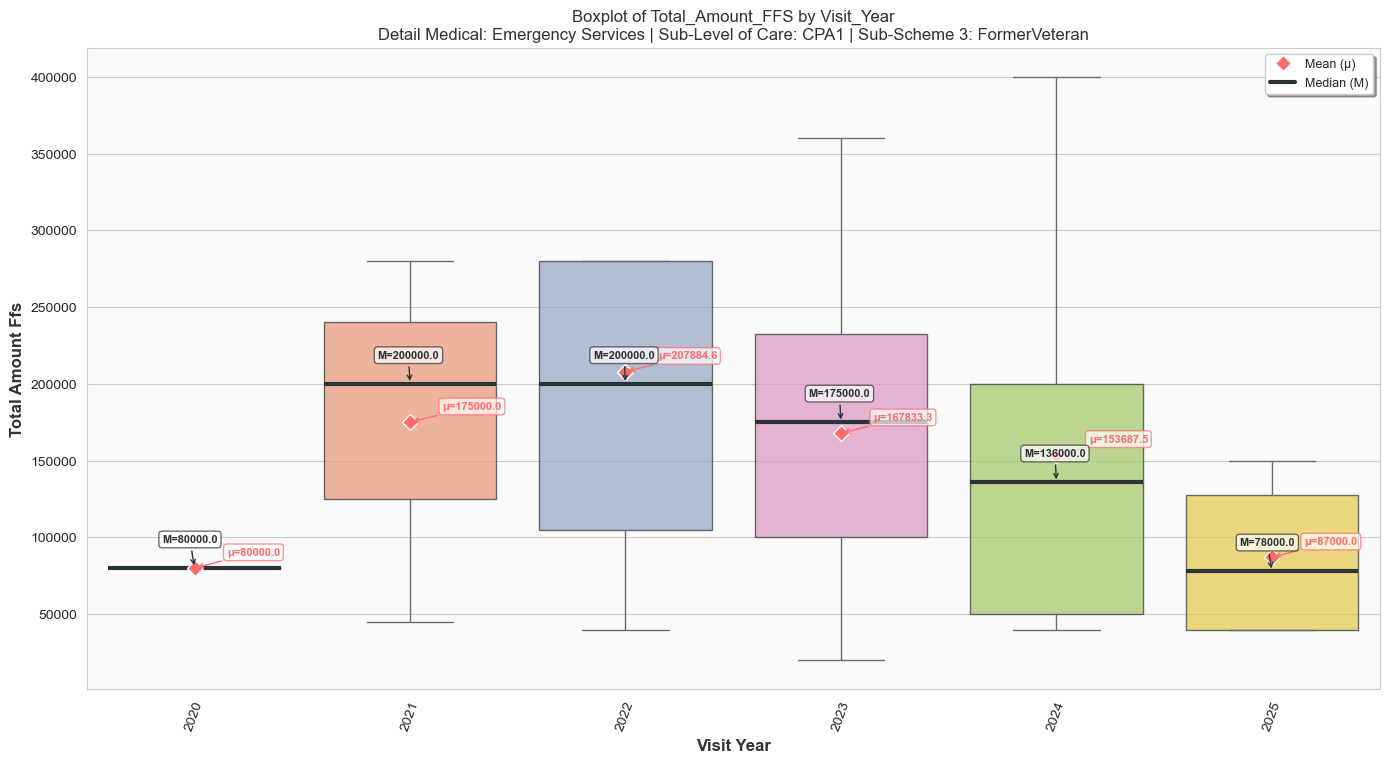 Boxplot of Total_Amount_FFS by Visit_Year
Detail Medical: Emergency Services | Sub-Level of Care: CPA1 | Sub-Scheme 3: FormerVeteran
Mean (μ)
Median (M)
Total Amount Ffs
400000
350000
300000
250000
200000
150000
100000
50000
M=80000.0
μ=80000.0
M=200000.0
μ=175000.0
M=200000.0
μ=207884.6
M=175000.0
μ=167833.3
M=136000.0
μ=153687.5
M=78000.0
μ=87000.0
2020
2021
2022
2023
2024
2025
Visit Year